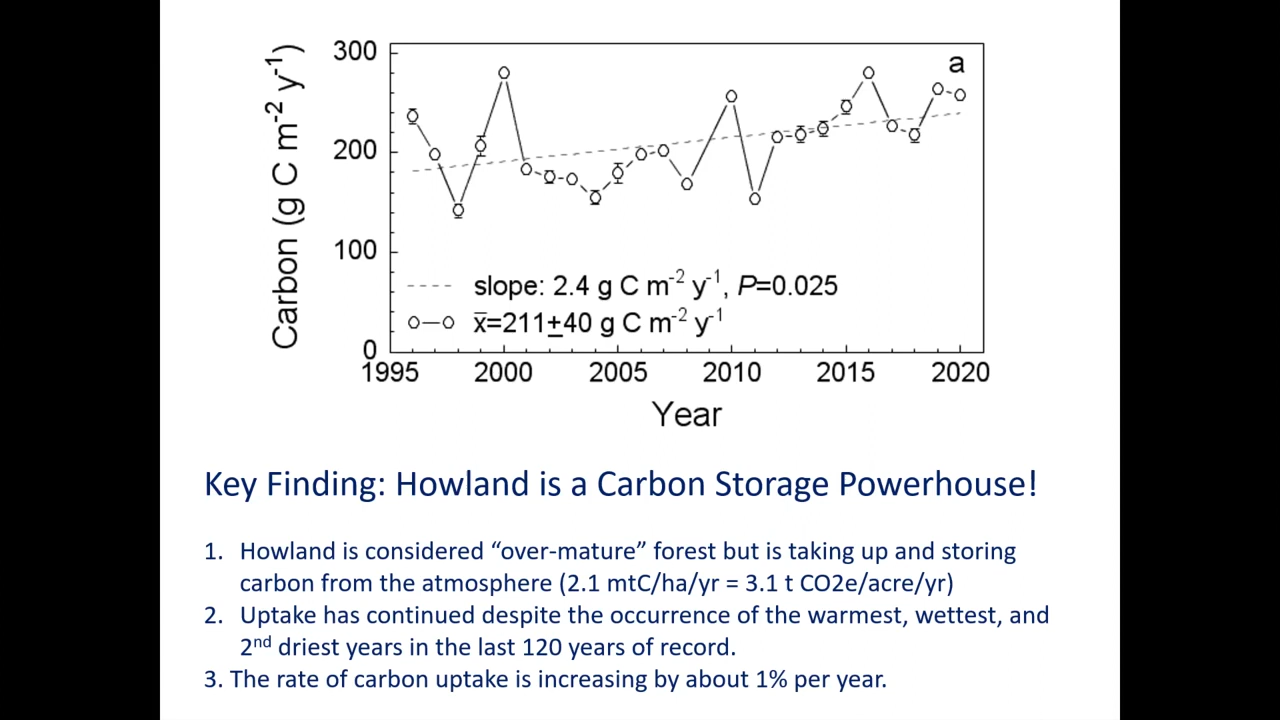 a
300
200
100
0
Carbon (g C m⁻² y⁻¹)
slope: 2.4 g C m⁻² y⁻¹, P=0.025
x̄=211±40 g C m⁻² y⁻¹
1995 2000 2005 2010 2015 2020
Year
Key Finding: Howland is a Carbon Storage Powerhouse!
1. Howland is considered “over-mature” forest but is taking up and storing
carbon from the atmosphere (2.1 mtC/ha/yr = 3.1 t CO2e/acre/yr)
2. Uptake has continued despite the occurrence of the warmest, wettest, and
2nd driest years in the last 120 years of record.
3. The rate of carbon uptake is increasing by about 1% per year.